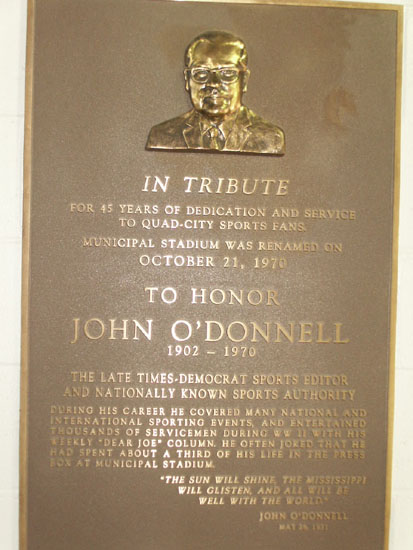 IN TRIBUTE
FOR 45 YEARS OF DEDICATION AND SERVICE
TO QUAD-CITY SPORTS FANS.
MUNICIPAL STADIUM WAS RENAMED ON
OCTOBER 21, 1970
TO HONOR
JOHN O'DONNELL
1902 – 1970
THE LATE TIMES-DEMOCRAT SPORTS EDITOR
AND NATIONALLY KNOWN SPORTS AUTHORITY
DURING HIS CAREER HE COVERED MANY NATIONAL AND
INTERNATIONAL SPORTING EVENTS, AND ENTERTAINED
THOUSANDS OF SERVICEMEN DURING WW II WITH HIS
WEEKLY "DEAR JOE" COLUMN. HE OFTEN JOKED THAT HE
HAD SPENT ABOUT A THIRD OF HIS LIFE IN THE PRESS
BOX AT MUNICIPAL STADIUM.
"THE SUN WILL SHINE, THE MISSISSIPPI
WILL GLISTEN, AND ALL WILL BE
WELL WITH THE WORLD."
JOHN O'DONNELL
MAY 26, 1971